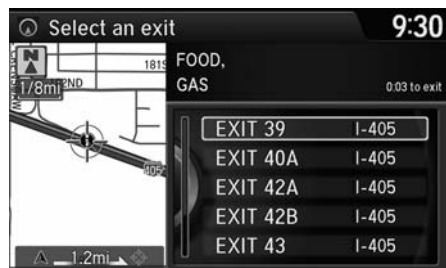 Select an exit
9:30
N
1/8mi
181S
2ND
405
1.2mi
FOOD,
GAS
0:03 to exit
EXIT 39 I-405
EXIT 40A I-405
EXIT 42A I-405
EXIT 42B I-405
EXIT 43 I-405